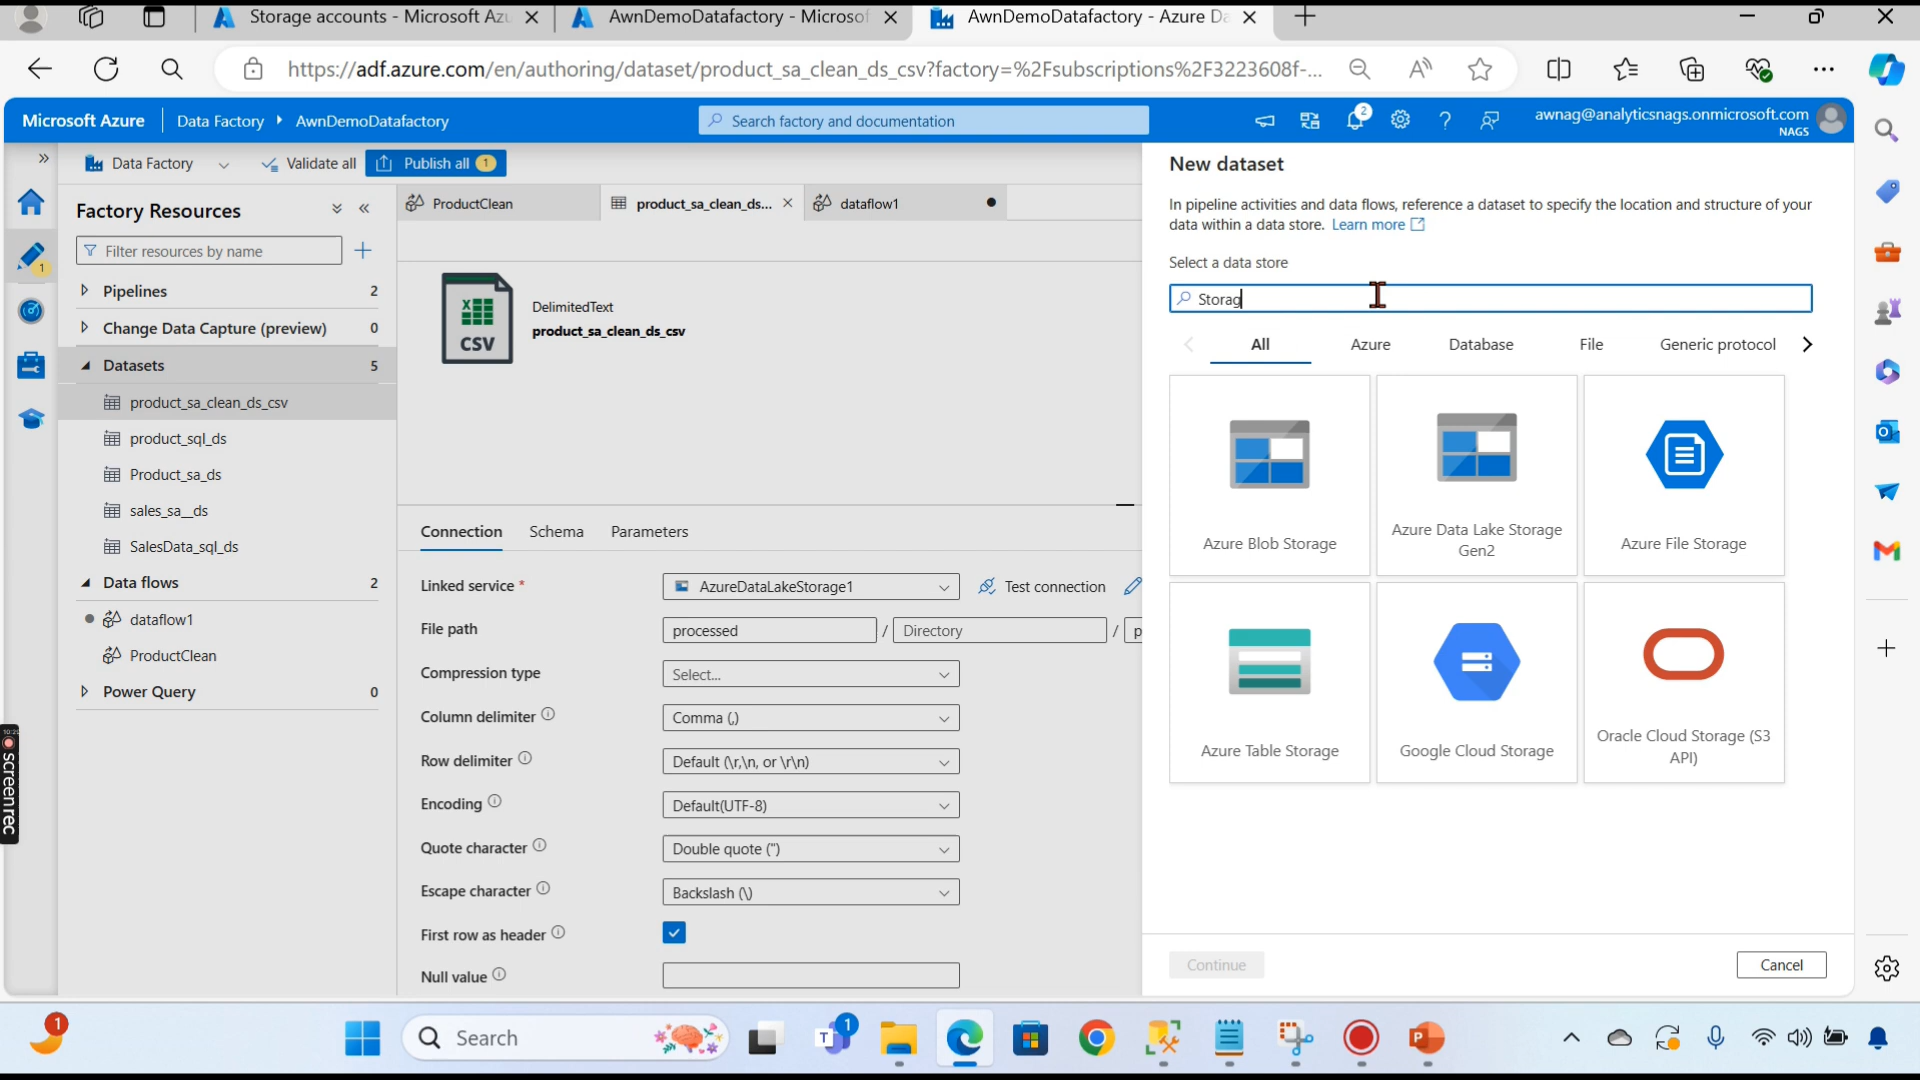 Storage accounts - Microsoft Azu
AwnDemoDatafactory - Microsof
AwnDemoDatafactory - Azure Da
https://adf.azure.com/en/authoring/dataset/product_sa_clean_ds_csv?factory=%2Fsubscriptions%2F3223608f-...
Microsoft Azure
Data Factory
AwnDemoDatafactory
Search factory and documentation
2
awnag@analyticsnags.onmicrosoft.com
NAGS
Data Factory
Validate all
Publish all 1
Factory Resources
Filter resources by name
1
Pipelines 2
Change Data Capture (preview) 0
Datasets 5
product_sa_clean_ds_csv
product_sql_ds
Product_sa_ds
sales_sa__ds
SalesData_sql_ds
Data flows 2
dataflow1
ProductClean
Power Query 0
ProductClean
product_sa_clean_ds...
dataflow1
CSV
DelimitedText
product_sa_clean_ds_csv
Connection Schema Parameters
Linked service * AzureDataLakeStorage1 Test connection
File path processed / Directory / p
Compression type Select...
Column delimiter Comma (,)
Row delimiter Default (\r,\n, or \r\n)
Encoding Default(UTF-8)
Quote character Double quote (")
Escape character Backslash (\)
First row as header
Null value
New dataset
In pipeline activities and data flows, reference a dataset to specify the location and structure of your
data within a data store. Learn more
Select a data store
Storag
All Azure Database File Generic protocol
Azure Blob Storage
Azure Data Lake Storage
Gen2
Azure File Storage
Azure Table Storage
Google Cloud Storage
Oracle Cloud Storage (S3
API)
Continue
Cancel
screenrec
1
Search
1